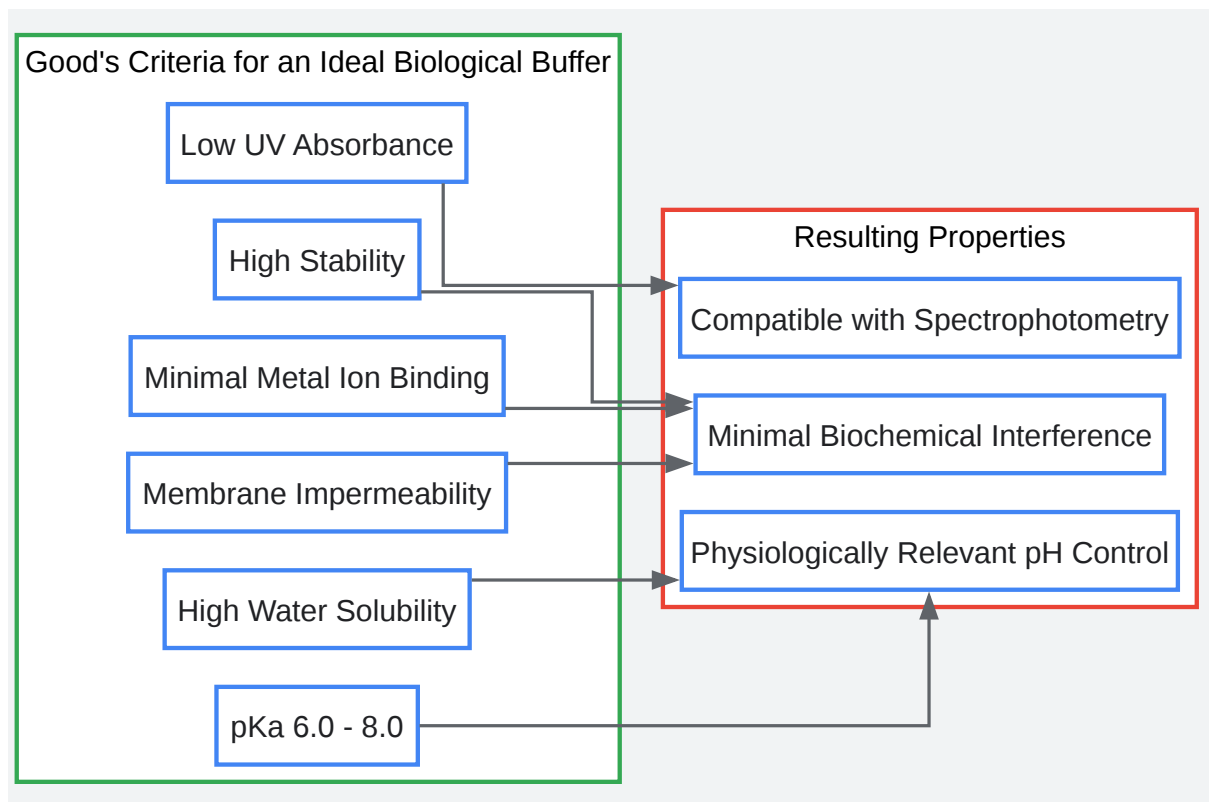 Good's Criteria for an Ideal Biological Buffer
Low UV Absorbance
High Stability
Minimal Metal Ion Binding
Membrane Impermeability
High Water Solubility
pKa 6.0 - 8.0
Resulting Properties
Compatible with Spectrophotometry
Minimal Biochemical Interference
Physiologically Relevant pH Control